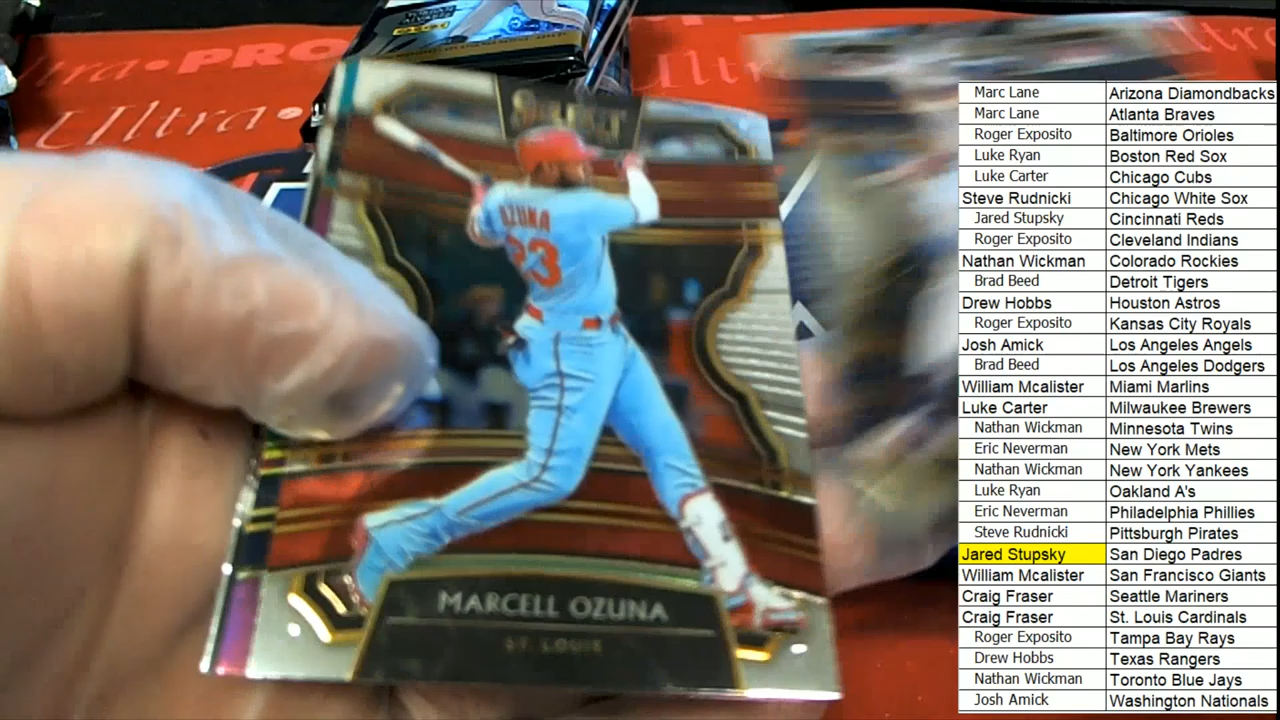 PRO
Ultra
Ultra
SELECT
OZUNA
23
MARCELL OZUNA
ST. LOUIS
Marc Lane Arizona Diamondbacks
Marc Lane Atlanta Braves
Roger Exposito Baltimore Orioles
Luke Ryan Boston Red Sox
Luke Carter Chicago Cubs
Steve Rudnicki Chicago White Sox
Jared Stupsky Cincinnati Reds
Roger Exposito Cleveland Indians
Nathan Wickman Colorado Rockies
Brad Beed Detroit Tigers
Drew Hobbs Houston Astros
Roger Exposito Kansas City Royals
Josh Amick Los Angeles Angels
Brad Beed Los Angeles Dodgers
William Mcalister Miami Marlins
Luke Carter Milwaukee Brewers
Nathan Wickman Minnesota Twins
Eric Neverman New York Mets
Nathan Wickman New York Yankees
Luke Ryan Oakland A's
Eric Neverman Philadelphia Phillies
Steve Rudnicki Pittsburgh Pirates
Jared Stupsky San Diego Padres
William Mcalister San Francisco Giants
Craig Fraser Seattle Mariners
Craig Fraser St. Louis Cardinals
Roger Exposito Tampa Bay Rays
Drew Hobbs Texas Rangers
Nathan Wickman Toronto Blue Jays
Josh Amick Washington Nationals